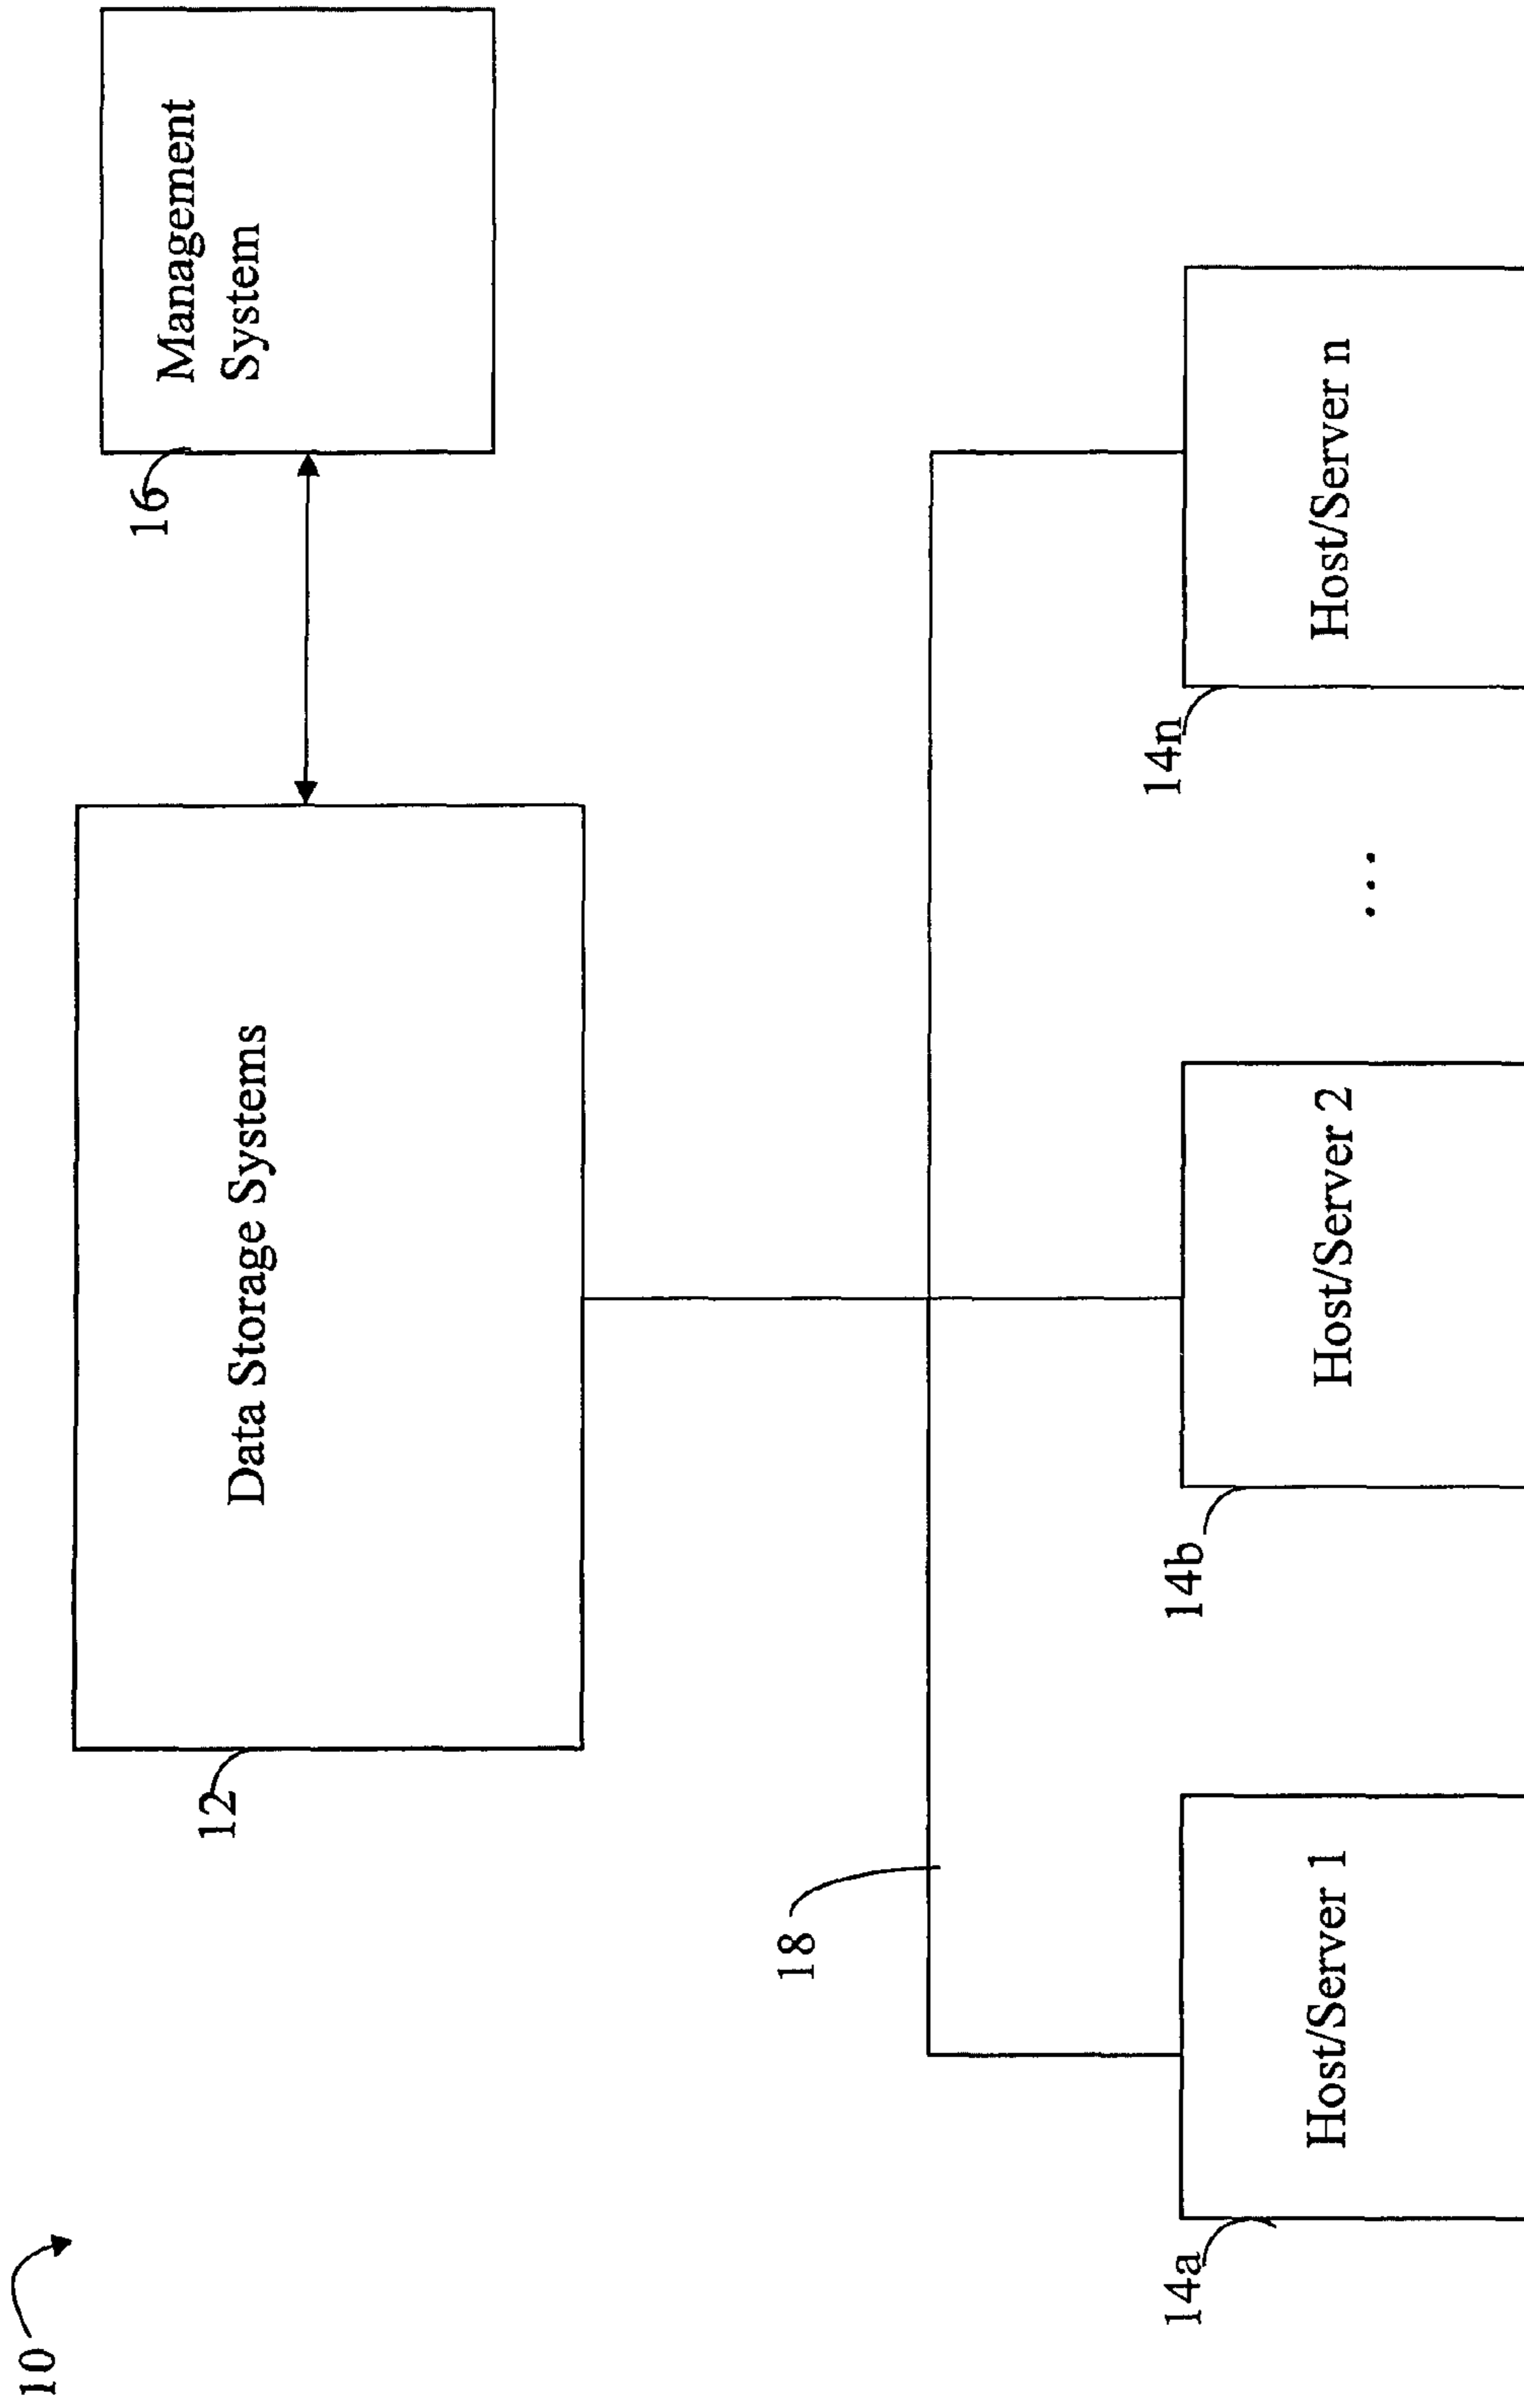 10
12
Data Storage Systems
16
Management
System
18
14a
Host/Server 1
14b
Host/Server 2
...
14n
Host/Server n